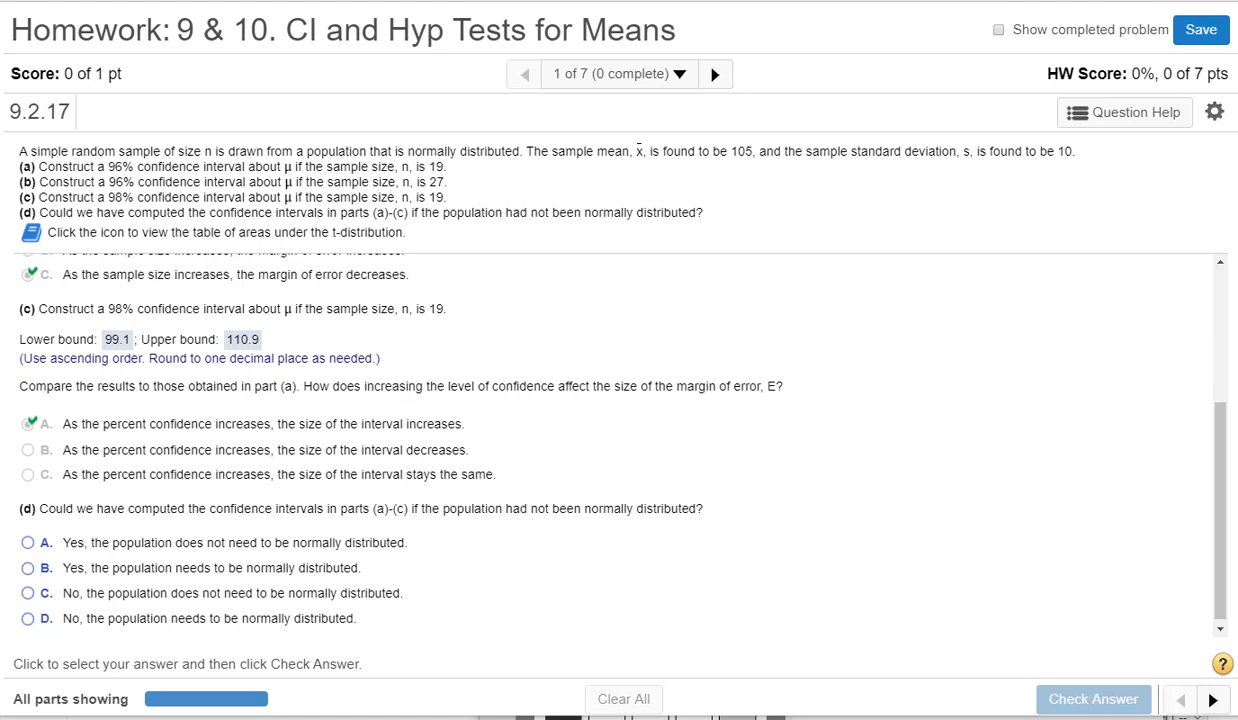 Homework: 9 & 10. CI and Hyp Tests for Means
Show completed problem
Save
Score: 0 of 1 pt
1 of 7 (0 complete)
HW Score: 0%, 0 of 7 pts
9.2.17
Question Help
A simple random sample of size n is drawn from a population that is normally distributed. The sample mean, x̄, is found to be 105, and the sample standard deviation, s, is found to be 10.
(a) Construct a 96% confidence interval about μ if the sample size, n, is 19.
(b) Construct a 96% confidence interval about μ if the sample size, n, is 27.
(c) Construct a 98% confidence interval about μ if the sample size, n, is 19.
(d) Could we have computed the confidence intervals in parts (a)-(c) if the population had not been normally distributed?
Click the icon to view the table of areas under the t-distribution.
C. As the sample size increases, the margin of error decreases.
(c) Construct a 98% confidence interval about μ if the sample size, n, is 19.
Lower bound: 99.1; Upper bound: 110.9
(Use ascending order. Round to one decimal place as needed.)
Compare the results to those obtained in part (a). How does increasing the level of confidence affect the size of the margin of error, E?
A. As the percent confidence increases, the size of the interval increases.
B. As the percent confidence increases, the size of the interval decreases.
C. As the percent confidence increases, the size of the interval stays the same.
(d) Could we have computed the confidence intervals in parts (a)-(c) if the population had not been normally distributed?
A. Yes, the population does not need to be normally distributed.
B. Yes, the population needs to be normally distributed.
C. No, the population does not need to be normally distributed.
D. No, the population needs to be normally distributed.
Click to select your answer and then click Check Answer.
?
All parts showing
Clear All
Check Answer